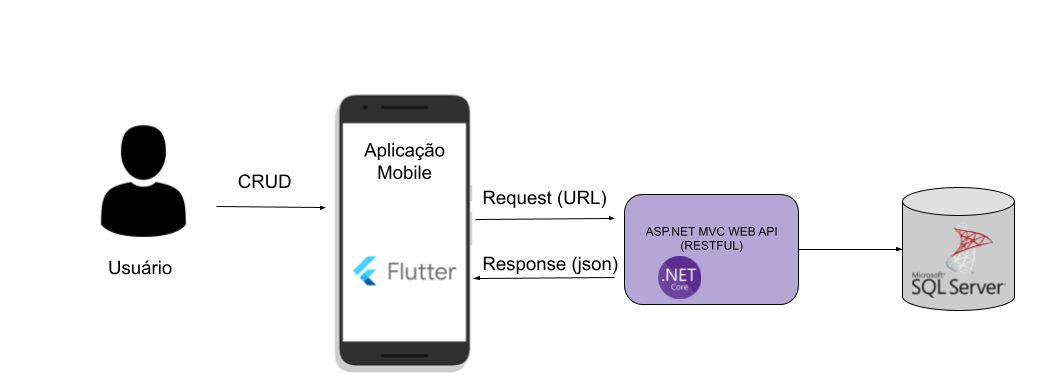 Usuário
CRUD
Aplicação
Mobile
Flutter
Request (URL)
Response (json)
ASP.NET MVC WEB API
(RESTFUL)
.NET
Core
Microsoft®
SQL Server®